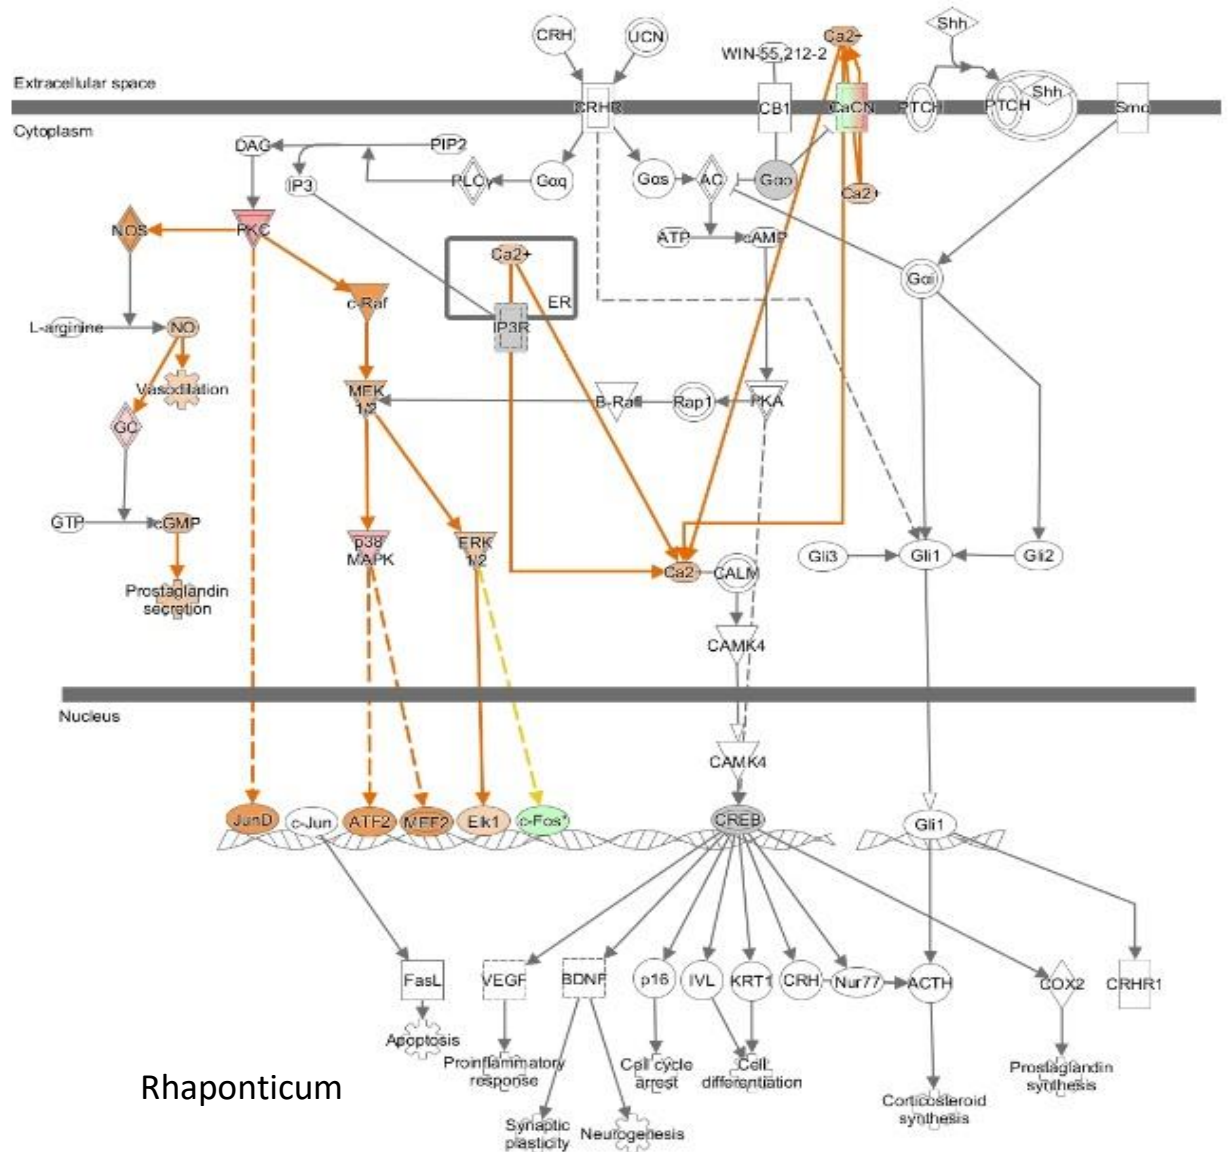 Shh
CRH
UCN
Ca2+
WIN-55,212-2
Extracellular space
Shh
CRHR
CB1
CaCN
PTCH
PTCH
Smo
Cytoplasm
DAG
PIP2
IP3
PLCγ
Gαq
Gαs
AC
Gαo
Ca2+
NOS
PKC
ATP
cAMP
Ca2+
Gαi
c-Raf
ER
L-arginine
NO
IP3R
Vasodilation
MEK
1/2
B-Raf
Rap1
PKA
GC
GTP
cGMP
p38
MAPK
ERK
1/2
Gli3
Gli1
Gli2
Ca2
CALM
Prostaglandin
secretion
CAMK4
Nucleus
CAMK4
JunD
c-Jun
ATF2
MEF2
Elk1
c-Fos*
CREB
Gli1
FasL
VEGF
BDNF
p16
IVL
KRT1
CRH
Nur77
ACTH
COX2
CRHR1
Apoptosis
Proinflammatory
response
Cell cycle
arrest
Cell
differentiation
Prostaglandin
synthesis
Rhaponticum
Corticosteroid
synthesis
Synaptic
plasticity
Neurogenesis